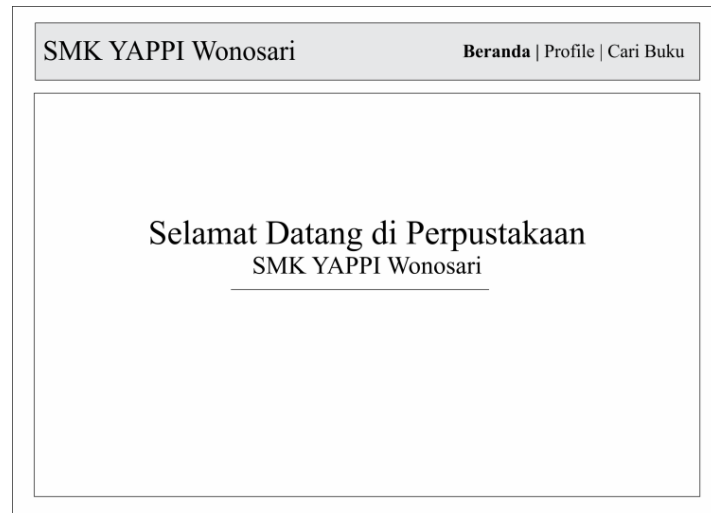 SMK YAPPI Wonosari
Beranda | Profile | Cari Buku
Selamat Datang di Perpustakaan
SMK YAPPI Wonosari